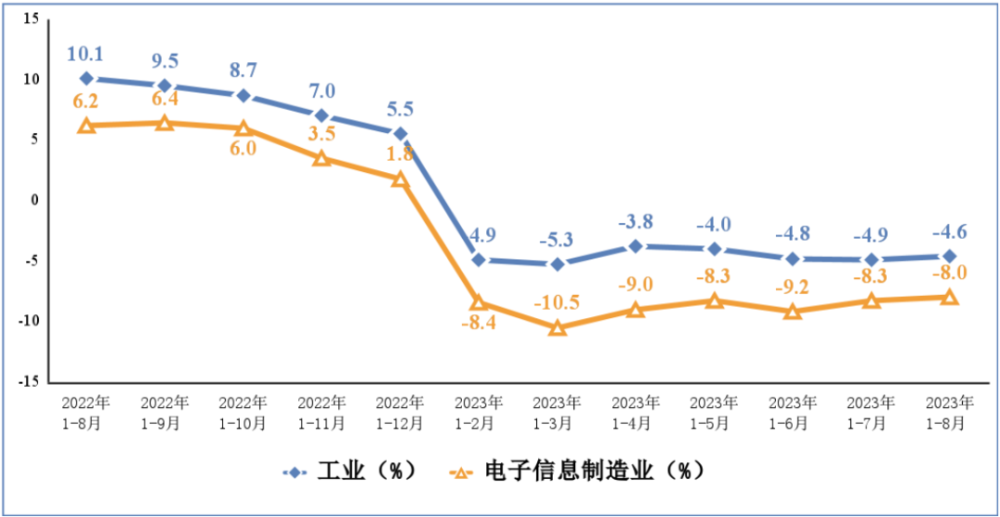 15
10
5
0
-5
-10
-15
10.1
9.5
8.7
7.0
5.5
4.9
-5.3
-3.8
-4.0
-4.8
-4.9
-4.6
6.2
6.4
6.0
3.5
1.8
-8.4
-10.5
-9.0
-8.3
-9.2
-8.3
-8.0
2022年
1-8月
2022年
1-9月
2022年
1-10月
2022年
1-11月
2022年
1-12月
2023年
1-2月
2023年
1-3月
2023年
1-4月
2023年
1-5月
2023年
1-6月
2023年
1-7月
2023年
1-8月
工业（%）
电子信息制造业（%）